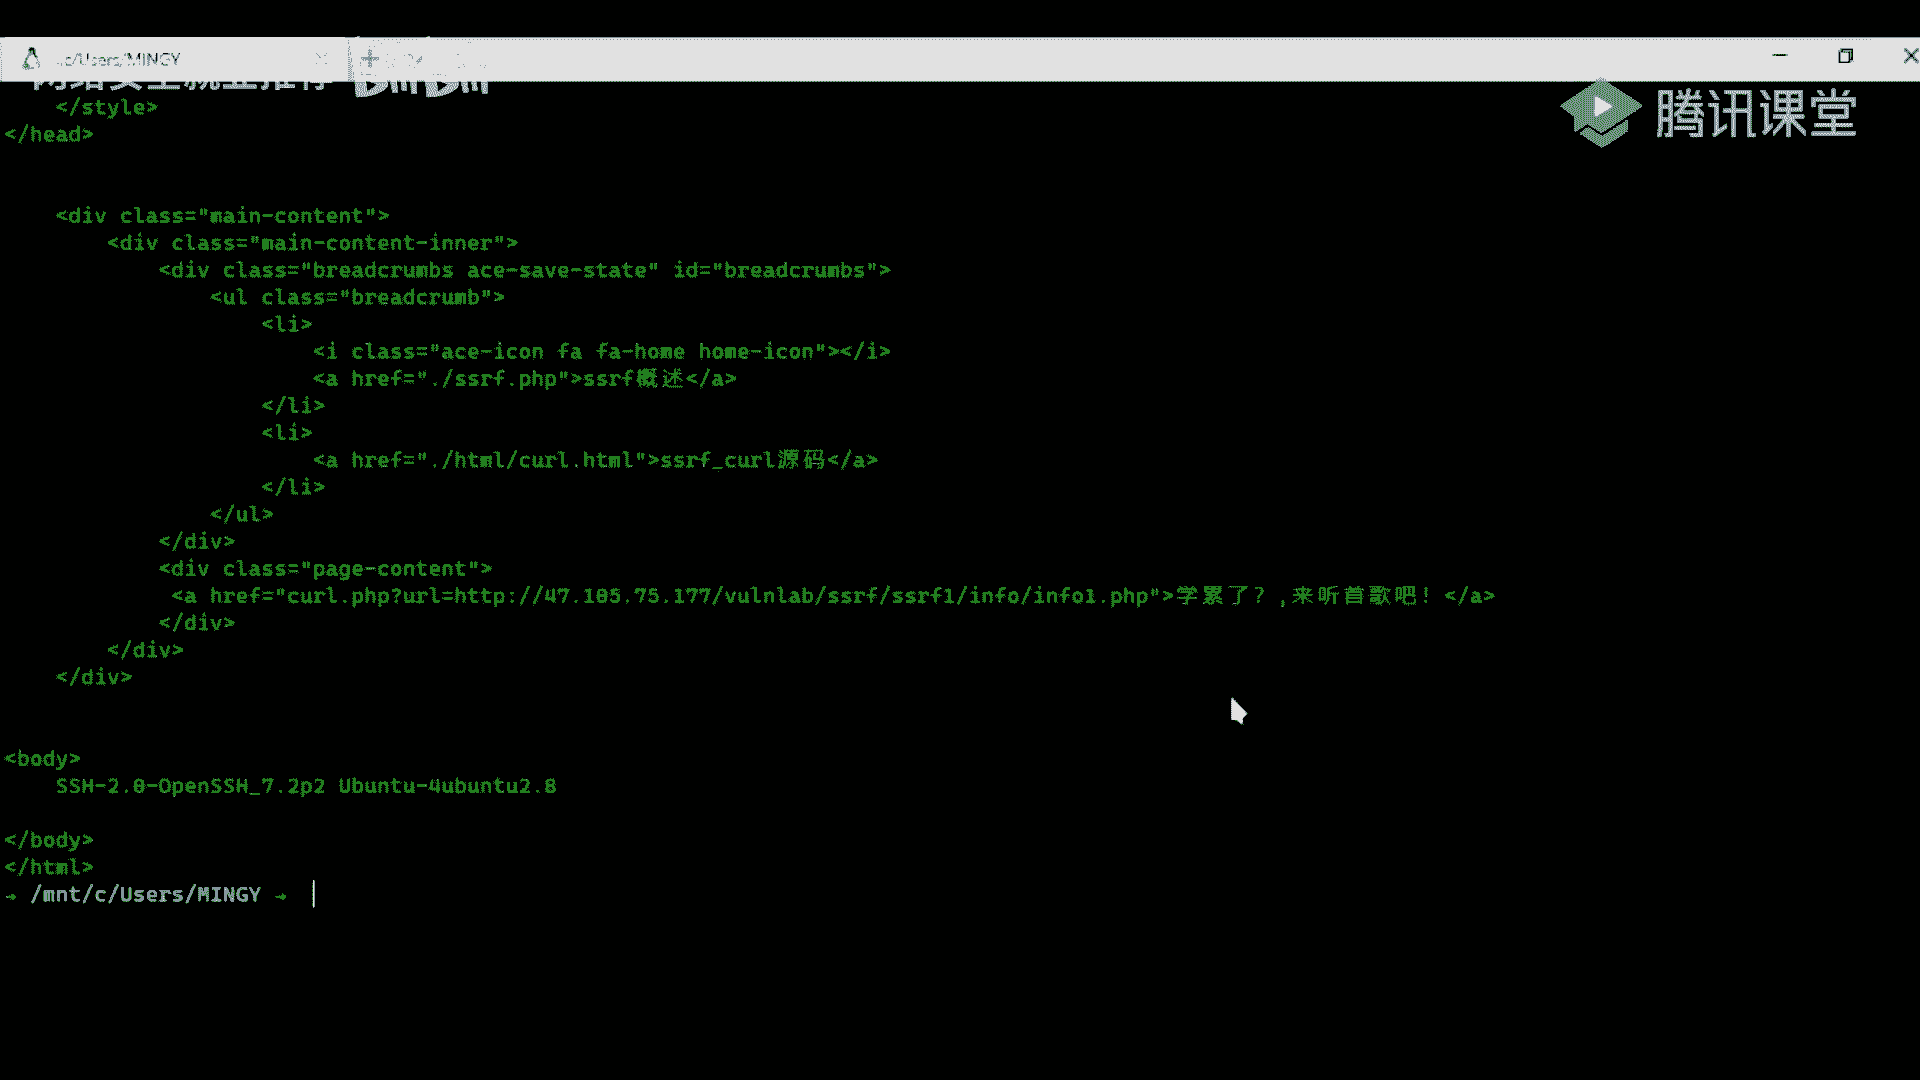 .c/Users/MINGY
腾讯课堂
</style>
</head>
<div class="main-content">
<div class="main-content-inner">
<div class="breadcrumbs ace-save-state" id="breadcrumbs">
<ul class="breadcrumb">
<li>
<i class="ace-icon fa fa-home home-icon"></i>
<a href="./ssrf.php">ssrf概述</a>
</li>
<li>
<a href="./html/curl.html">ssrf_curl源码</a>
</li>
</ul>
</div>
<div class="page-content">
<a href="curl.php?url=http://47.105.75.177/vulnlab/ssrf/ssrf1/info/info1.php">学累了?,来听首歌吧! </a>
</div>
</div>
</div>
<body>
SSH-2.0-OpenSSH_7.2p2 Ubuntu-4ubuntu2.8
</body>
</html>
→ /mnt/c/Users/MINGY →